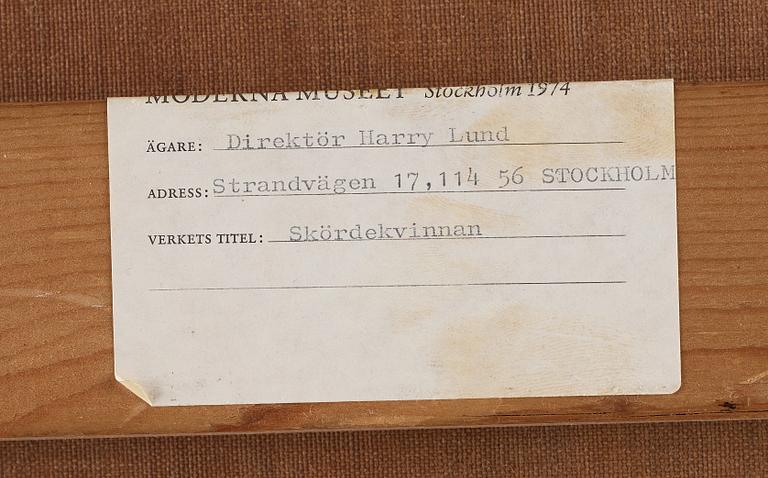 MODERNA MUSEET Stockholm 1974
ÄGARE: Direktör Harry Lund
ADRESS: Strandvägen 17,114 56 STOCKHOLM
VERKETS TITEL: Skördekvinnan